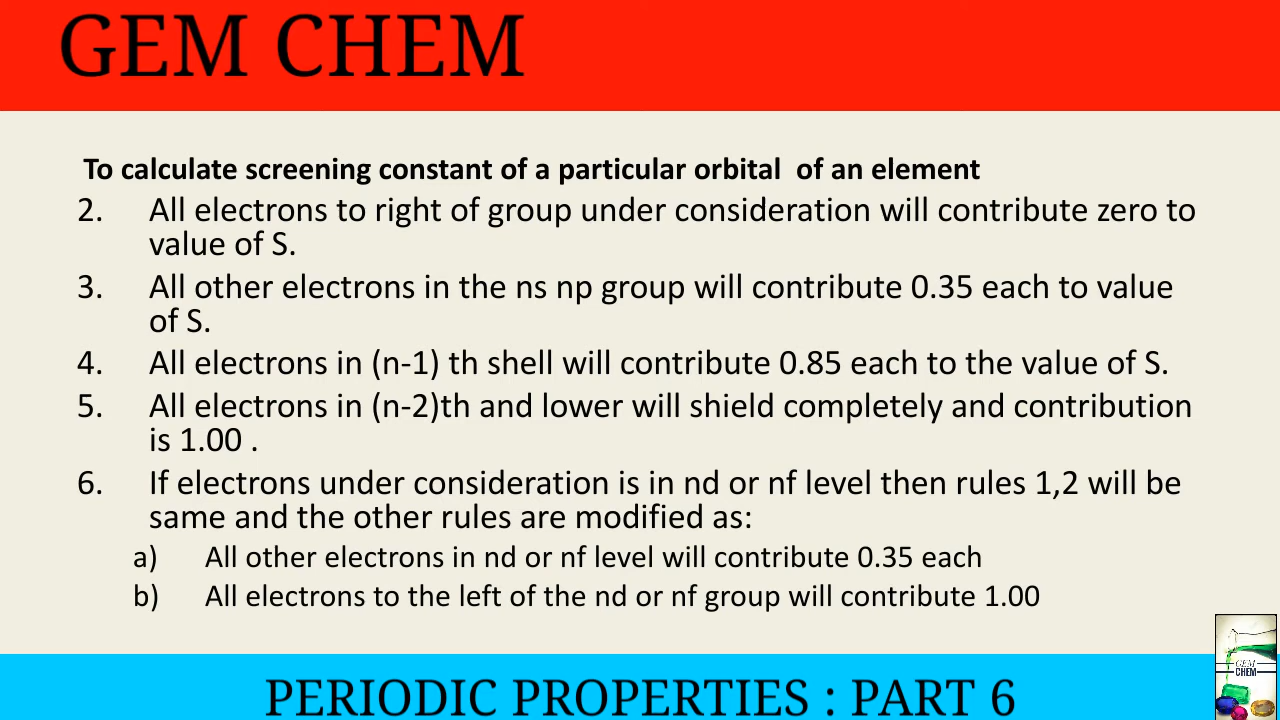 GEM CHEM
To calculate screening constant of a particular orbital of an element
2. All electrons to right of group under consideration will contribute zero to
value of S.
3. All other electrons in the ns np group will contribute 0.35 each to value
of S.
4. All electrons in (n-1) th shell will contribute 0.85 each to the value of S.
5. All electrons in (n-2)th and lower will shield completely and contribution
is 1.00 .
6. If electrons under consideration is in nd or nf level then rules 1,2 will be
same and the other rules are modified as:
a) All other electrons in nd or nf level will contribute 0.35 each
b) All electrons to the left of the nd or nf group will contribute 1.00
GEM
CHEM
PERIODIC PROPERTIES : PART 6